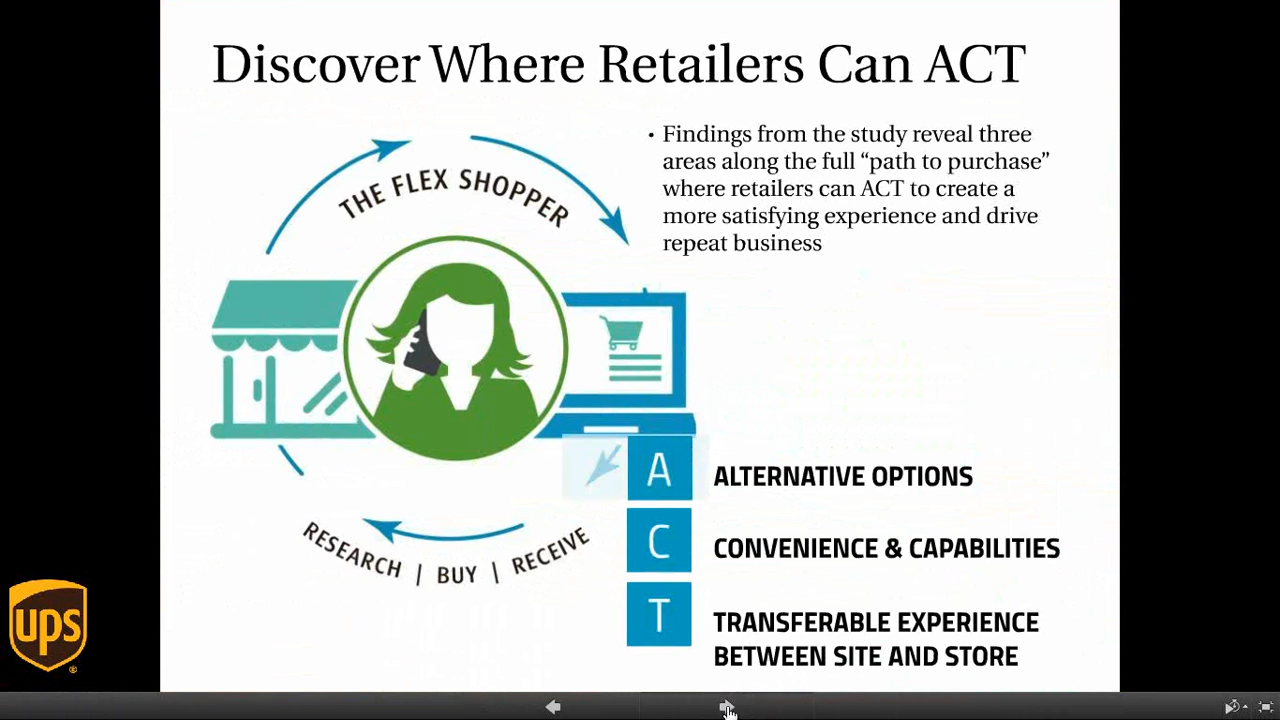 Discover Where Retailers Can ACT
THE FLEX SHOPPER
• Findings from the study reveal three
areas along the full “path to purchase”
where retailers can ACT to create a
more satisfying experience and drive
repeat business
A ALTERNATIVE OPTIONS
C CONVENIENCE & CAPABILITIES
T TRANSFERABLE EXPERIENCE
BETWEEN SITE AND STORE
RESEARCH | BUY | RECEIVE
ups
®